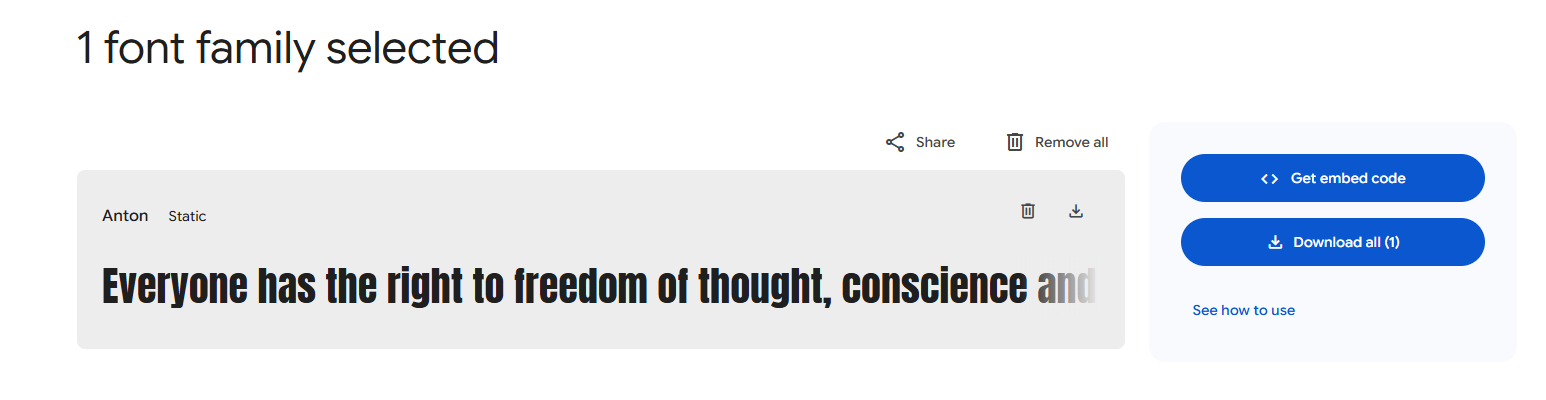 1 font family selected
Share Remove all
Anton Static
Everyone has the right to freedom of thought, conscience and
Get embed code
Download all (1)
See how to use